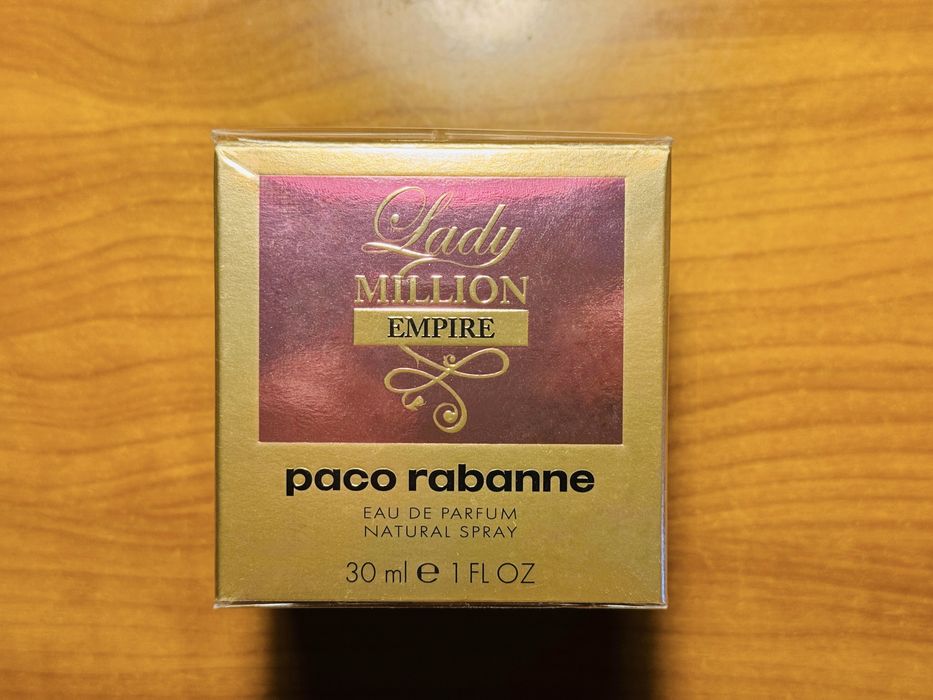 Lady
MILLION
EMPIRE
paco rabanne
EAU DE PARFUM
NATURAL SPRAY
30 ml ℮ 1 FL OZ